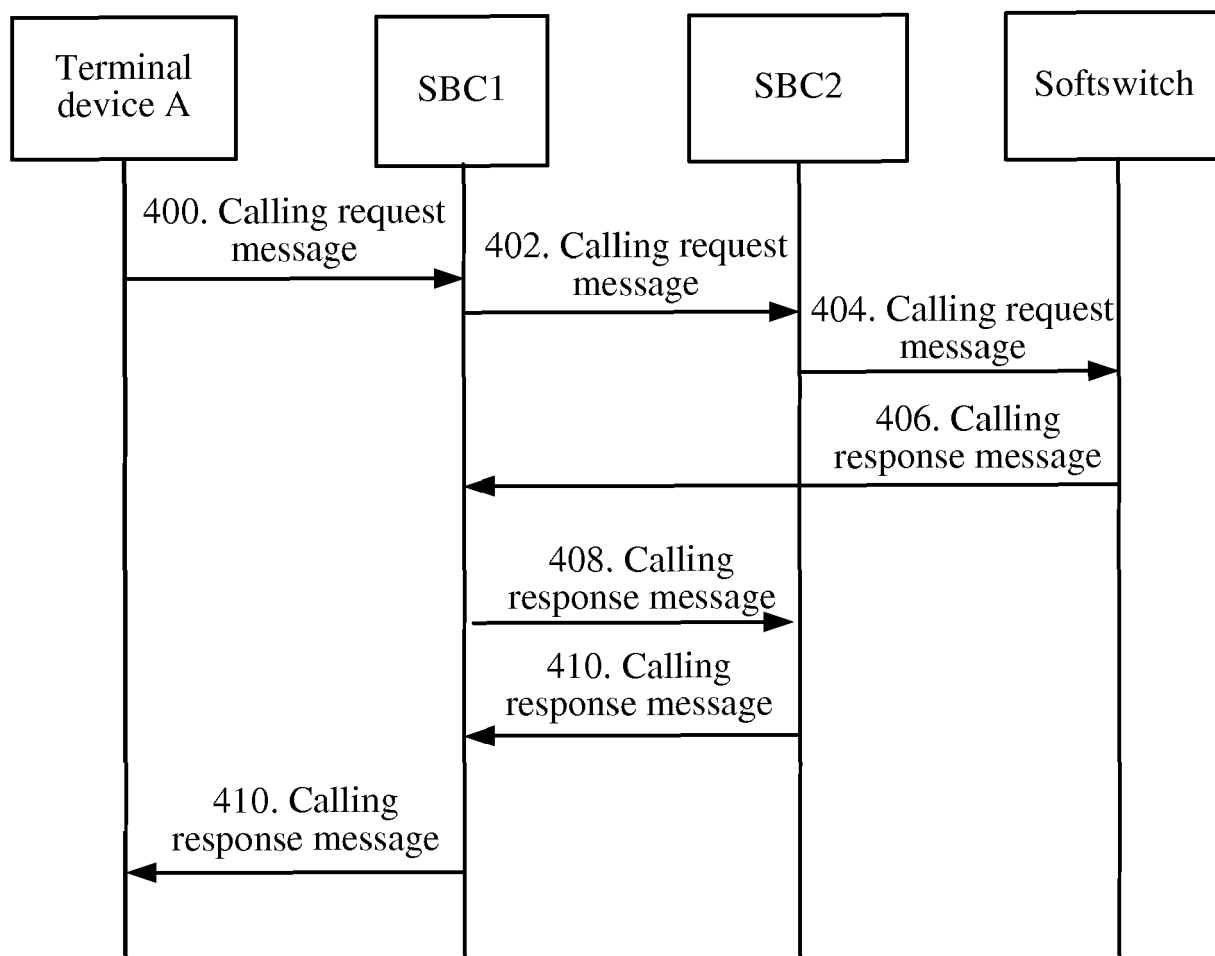 Terminal
device A
SBC1
SBC2
Softswitch
400. Calling request
message
402. Calling request
message
404. Calling request
message
406. Calling
response message
408. Calling
response message
410. Calling
response message
410. Calling
response message